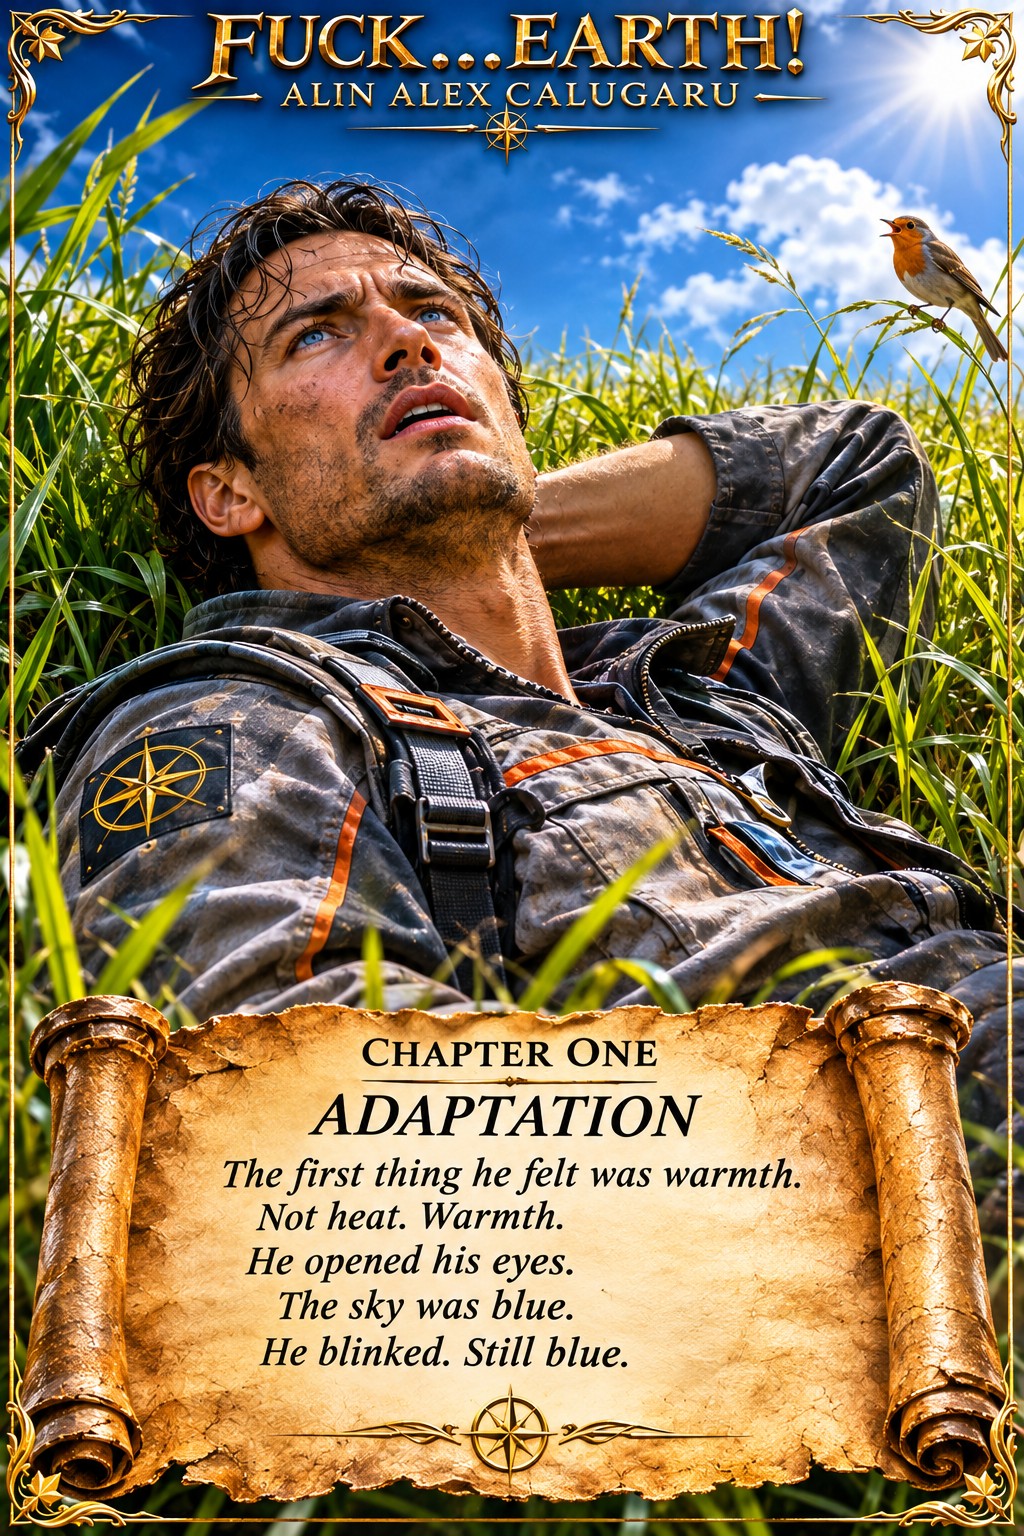 FUCK...EARTH!
ALIN ALEX CALUGARU
CHAPTER ONE
ADAPTATION
The first thing he felt was warmth.
Not heat. Warmth.
He opened his eyes.
The sky was blue.
He blinked. Still blue.